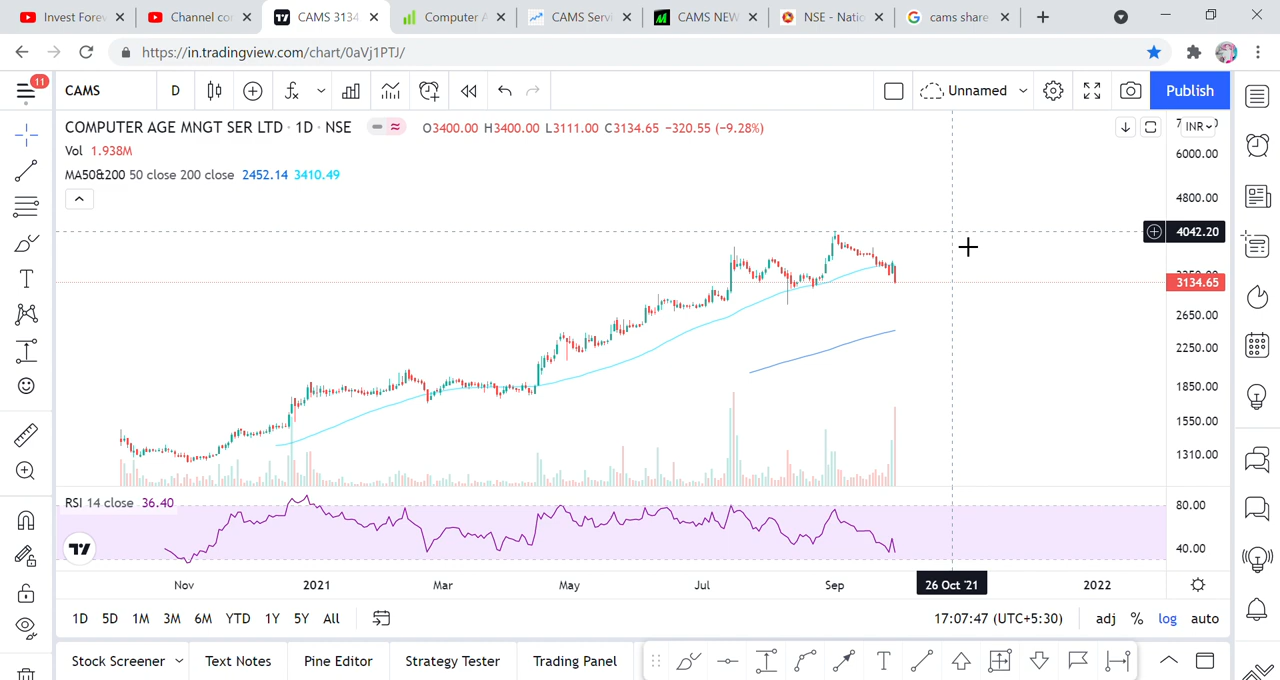 Invest Forev
Channel co
CAMS 3134
Computer A
CAMS Servi
CAMS NEW
NSE - Natio
cams share
https://in.tradingview.com/chart/0aVj1PTJ/
11
CAMS
D
Unnamed
Publish
COMPUTER AGE MNGT SER LTD · 1D · NSE
O3400.00 H3400.00 L3111.00 C3134.65 −320.55 (−9.28%)
INR
Vol 1.938M
MA50&200 50 close 200 close 2452.14 3410.49
6000.00
4800.00
4042.20
3134.65
2650.00
2250.00
1850.00
1550.00
1310.00
RSI 14 close 36.40
80.00
40.00
Nov 2021 Mar May Jul Sep 26 Oct '21 2022
1D 5D 1M 3M 6M YTD 1Y 5Y All
17:07:47 (UTC+5:30) adj % log auto
Stock Screener Text Notes Pine Editor Strategy Tester Trading Panel